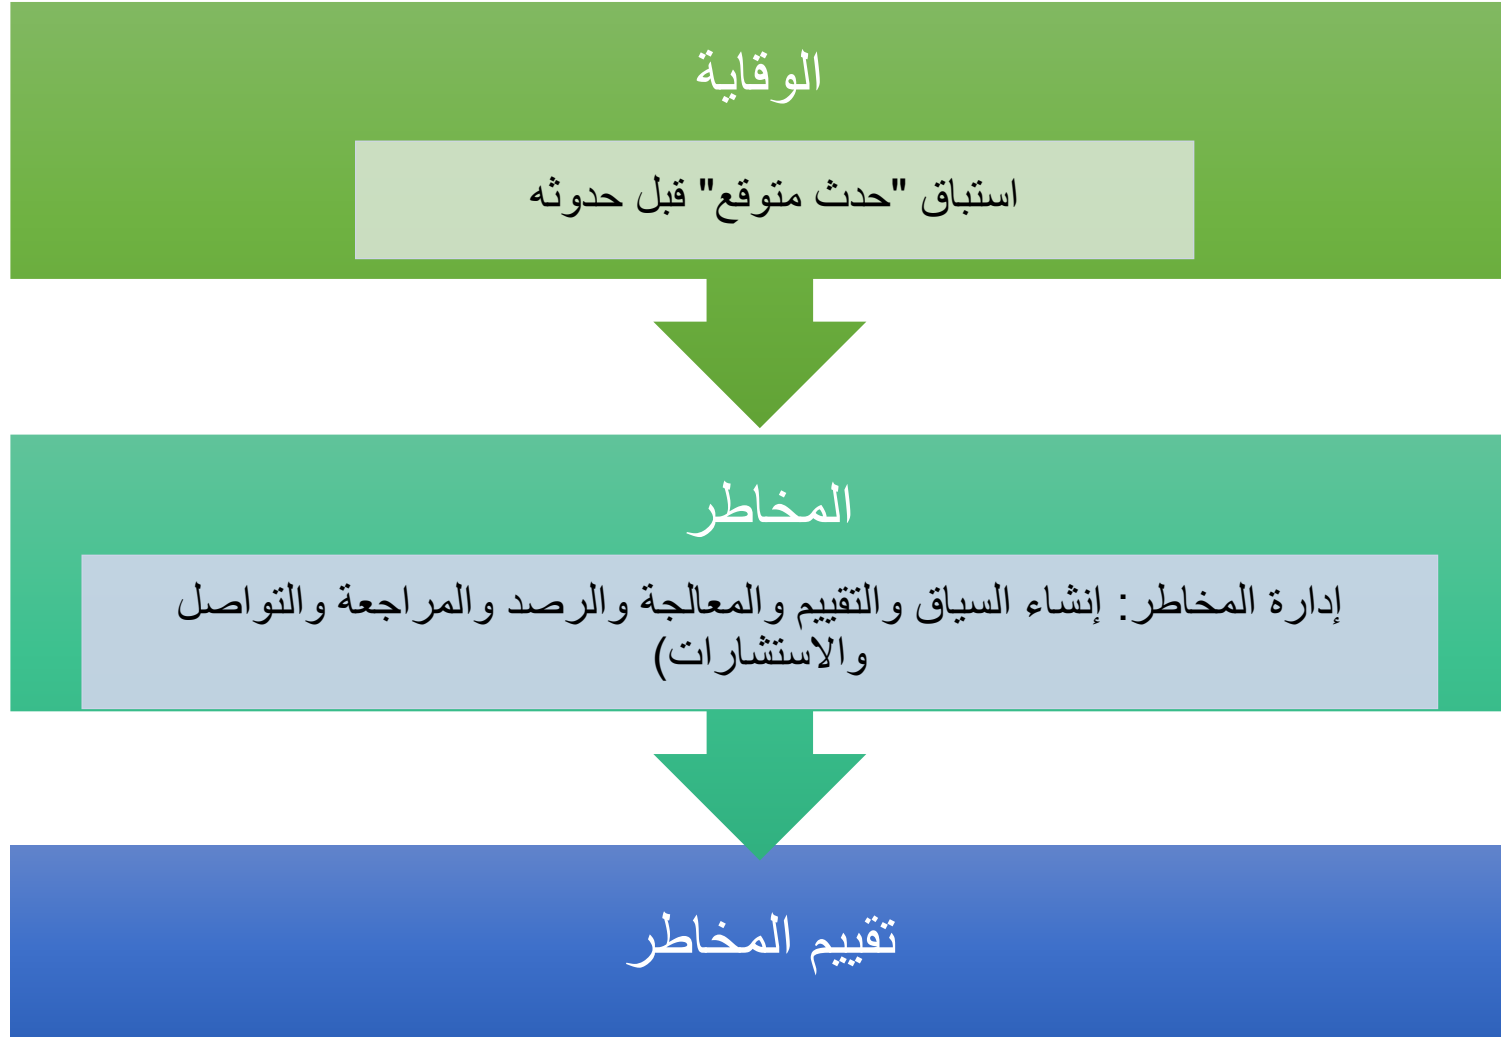 الوقاية
استباق "حدث متوقع" قبل حدوثه
المخاطر
إدارة المخاطر: إنشاء السياق والتقييم والمعالجة والرصد والمراجعة والتواصل
والاستشارات)
تقييم المخاطر